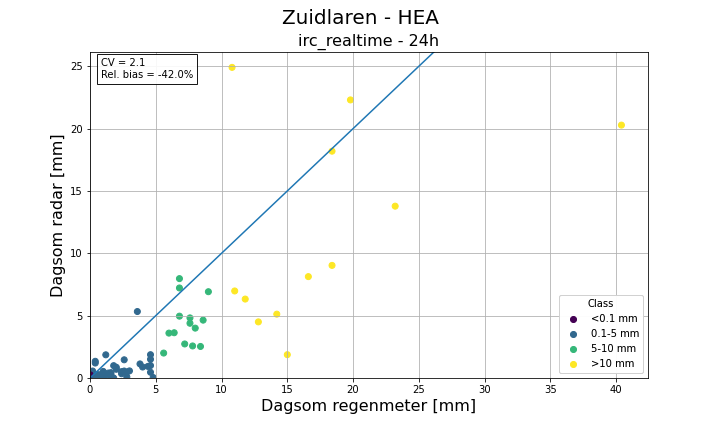 Zuidlaren - HEA
irc_realtime - 24h
CV = 2.1
Rel. bias = -42.0%
25
20
15
10
5
0
Dagsom radar [mm]
0 5 10 15 20 25 30 35 40
Dagsom regenmeter [mm]
Class
<0.1 mm
0.1-5 mm
5-10 mm
>10 mm